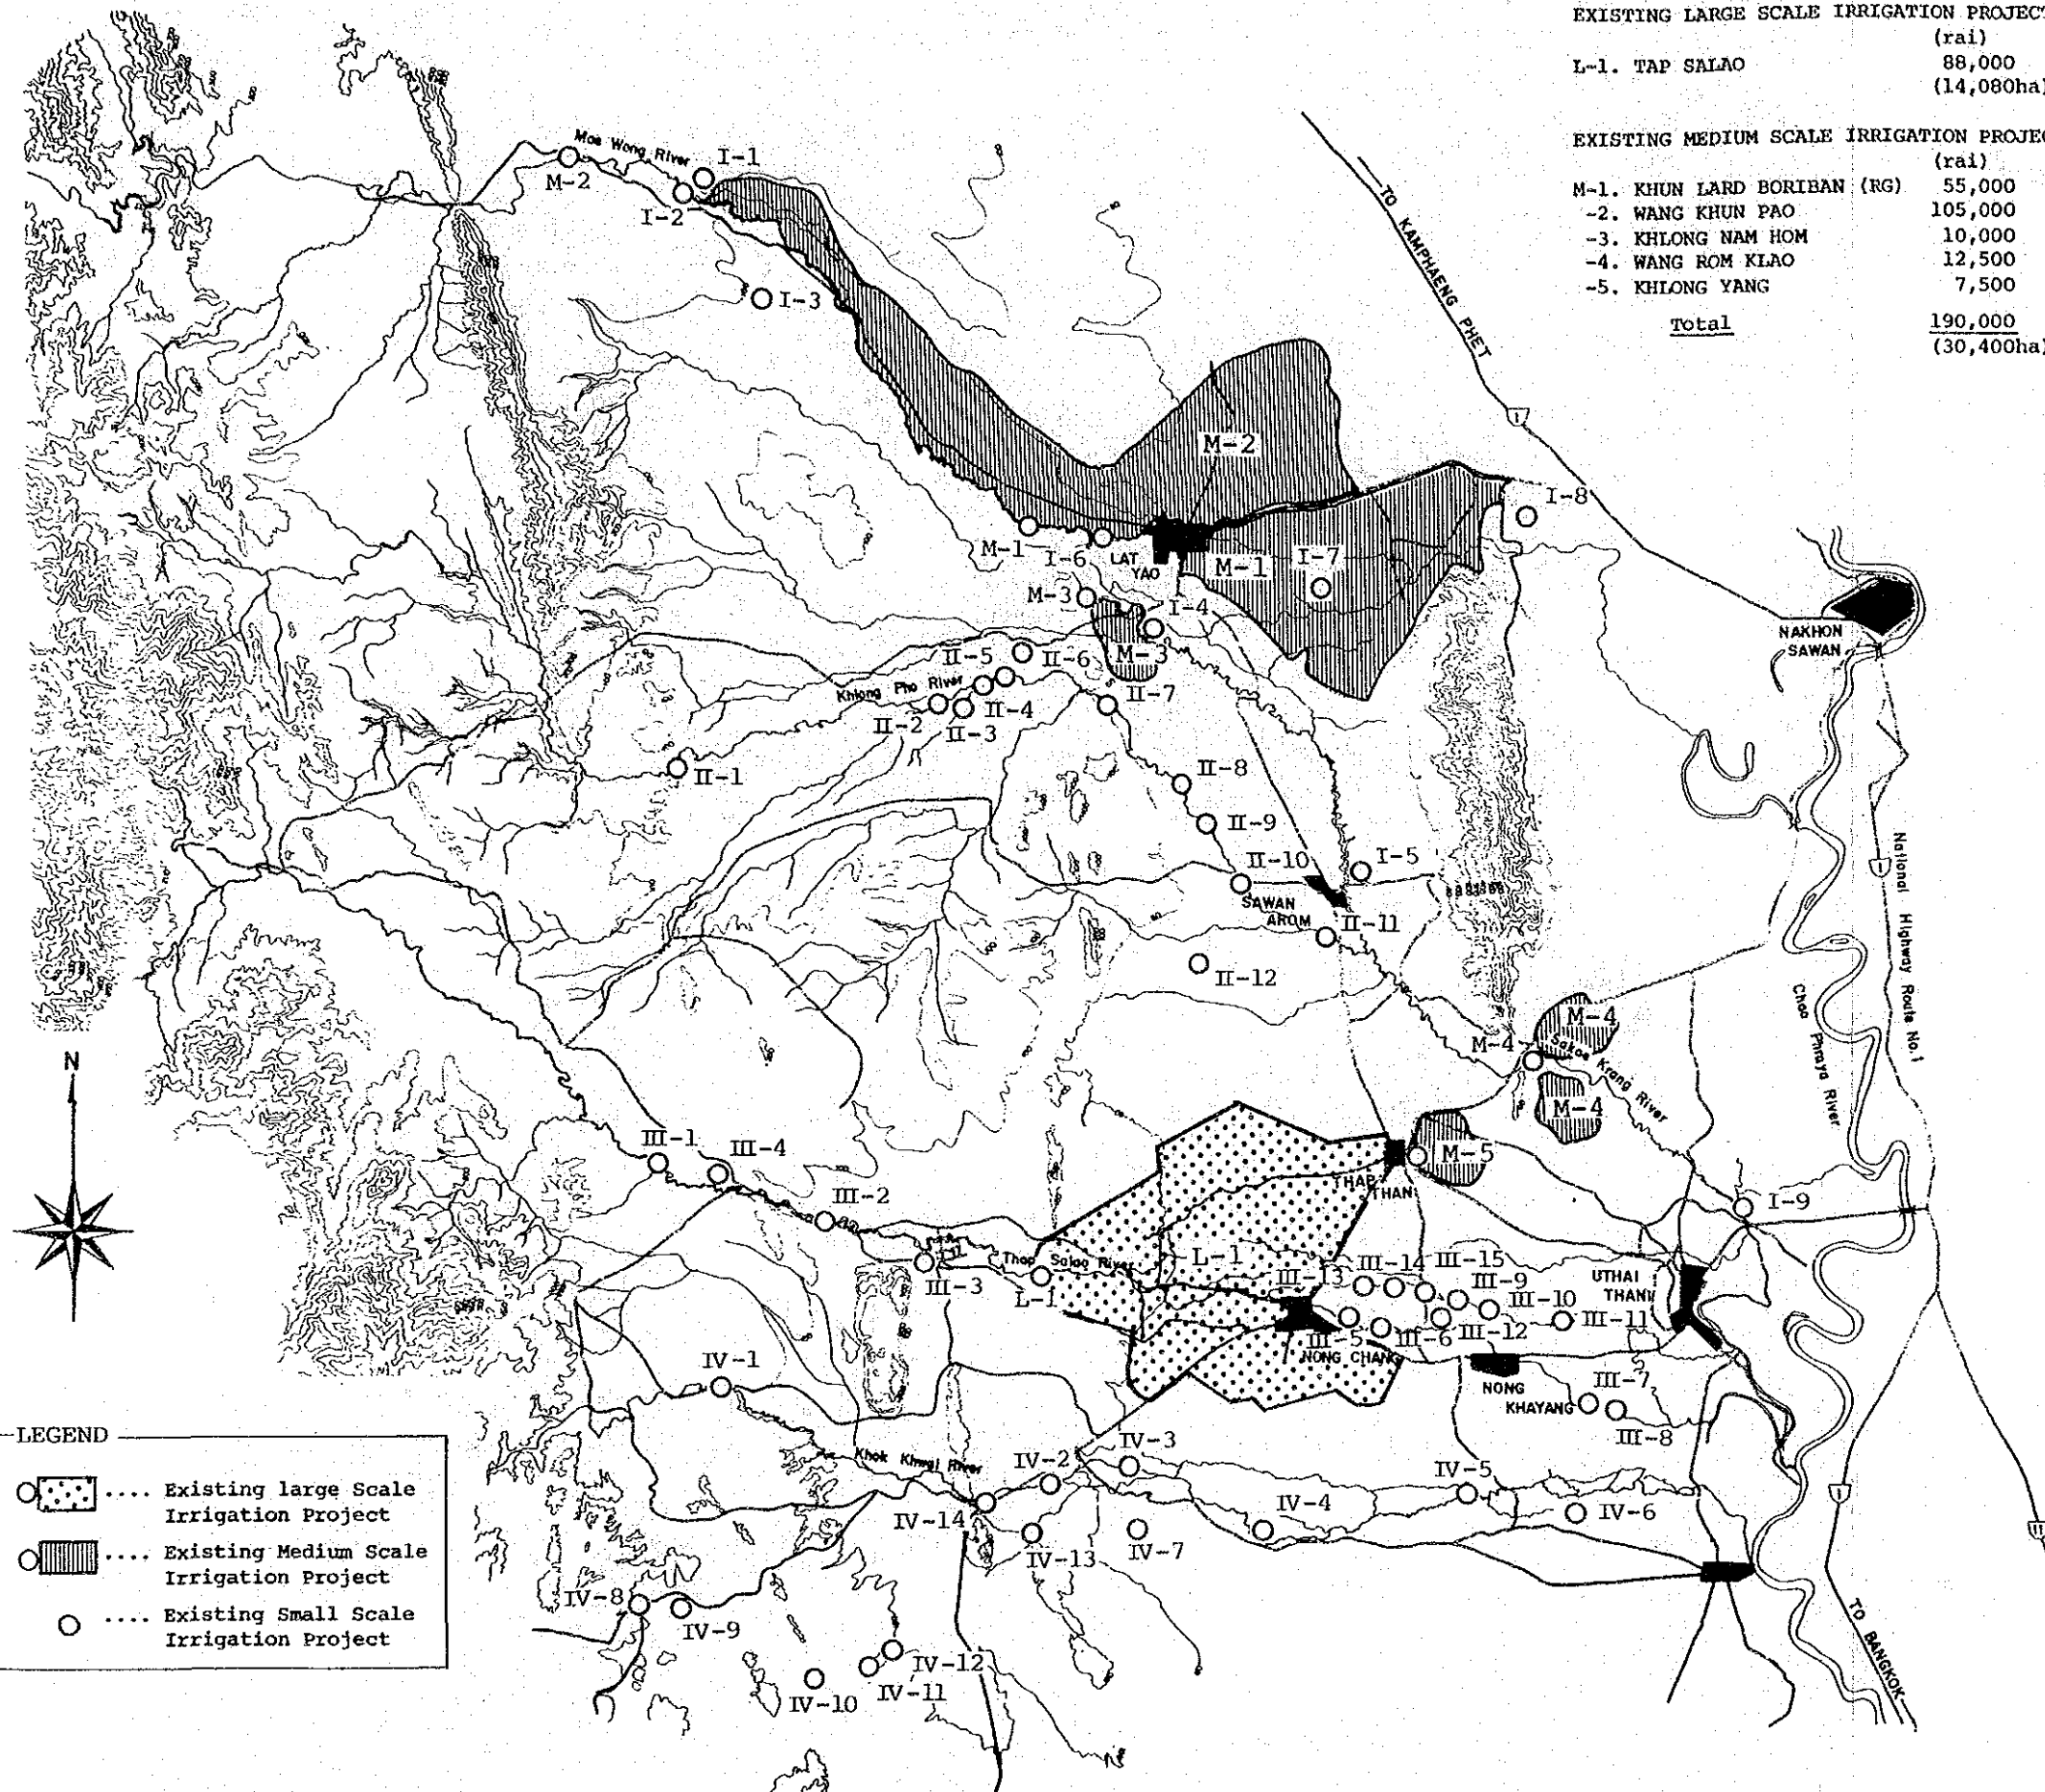 EXISTING LARGE SCALE IRRIGATION PROJECT
(rai)
L-1. TAP SALAO 88,000
(14,080ha)
EXISTING MEDIUM SCALE IRRIGATION PROJEC
(rai)
M-1. KHUN LARD BORIBAN (RG) 55,000
-2. WANG KHUN PAO 105,000
-3. KHLONG NAM HOM 10,000
-4. WANG ROM KLAO 12,500
-5. KHLONG YANG 7,500
Total 190,000
(30,400ha)
Mae Wong River
I-1
M-2
I-2
I-3
TO KAMPHAENG PHET
1
M-2
I-8
M-1
I-6
LAT
YAO
M-1
I-7
M-3
I-4
M-3
NAKHON
SAWAN
II-5
II-6
Khlong Pho River
II-7
II-2
II-4
II-3
II-1
II-8
II-9
II-10
I-5
SAWAN
AROM
II-11
II-12
National Highway Route No.1
1
Chao Phraya River
M-4
M-4
Sakae Krang River
M-4
M-5
THAP
THAN
N
III-1
III-4
III-2
I-9
Thap Salao River
L-1
L-1
III-3
III-13
III-14
III-15
III-9
III-10
III-11
III-5
III-6
III-12
UTHAI
THANI
NONG CHANG
NONG
KHAYANG
III-7
III-8
IV-1
Khok Khwai River
IV-2
IV-3
IV-5
IV-4
IV-6
IV-14
IV-13
IV-7
1
11
IV-8
IV-9
IV-12
IV-11
IV-10
TO BANGKOK
LEGEND
.... Existing large Scale
Irrigation Project
.... Existing Medium Scale
Irrigation Project
.... Existing Small Scale
Irrigation Project